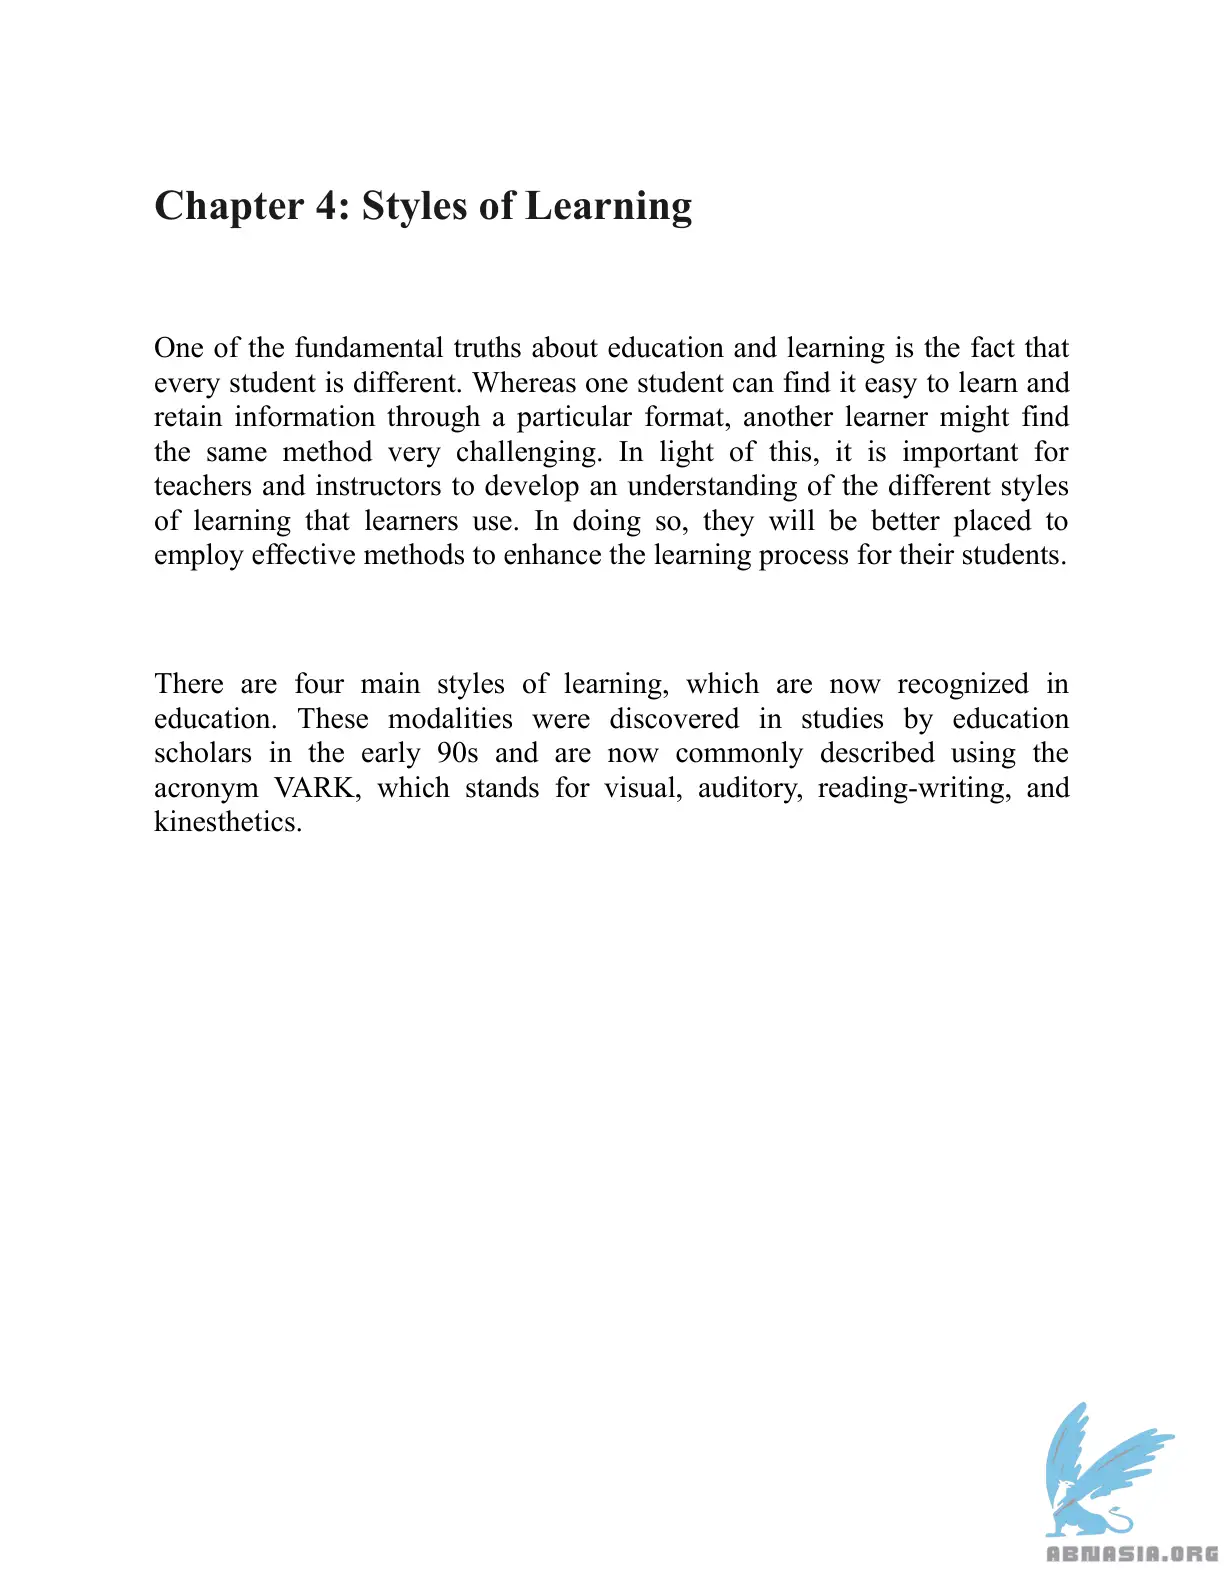 Chapter 4: Styles of Learning
One of the fundamental truths about education and learning is the fact that
every student is different. Whereas one student can find it easy to learn and
retain information through a particular format, another learner might find
the same method very challenging. In light of this, it is important for
teachers and instructors to develop an understanding of the different styles
of learning that learners use. In doing so, they will be better placed to
employ effective methods to enhance the learning process for their students.
There are four main styles of learning, which are now recognized in
education. These modalities were discovered in studies by education
scholars in the early 90s and are now commonly described using the
acronym VARK, which stands for visual, auditory, reading-writing, and
kinesthetics.
ABNASIA.ORG